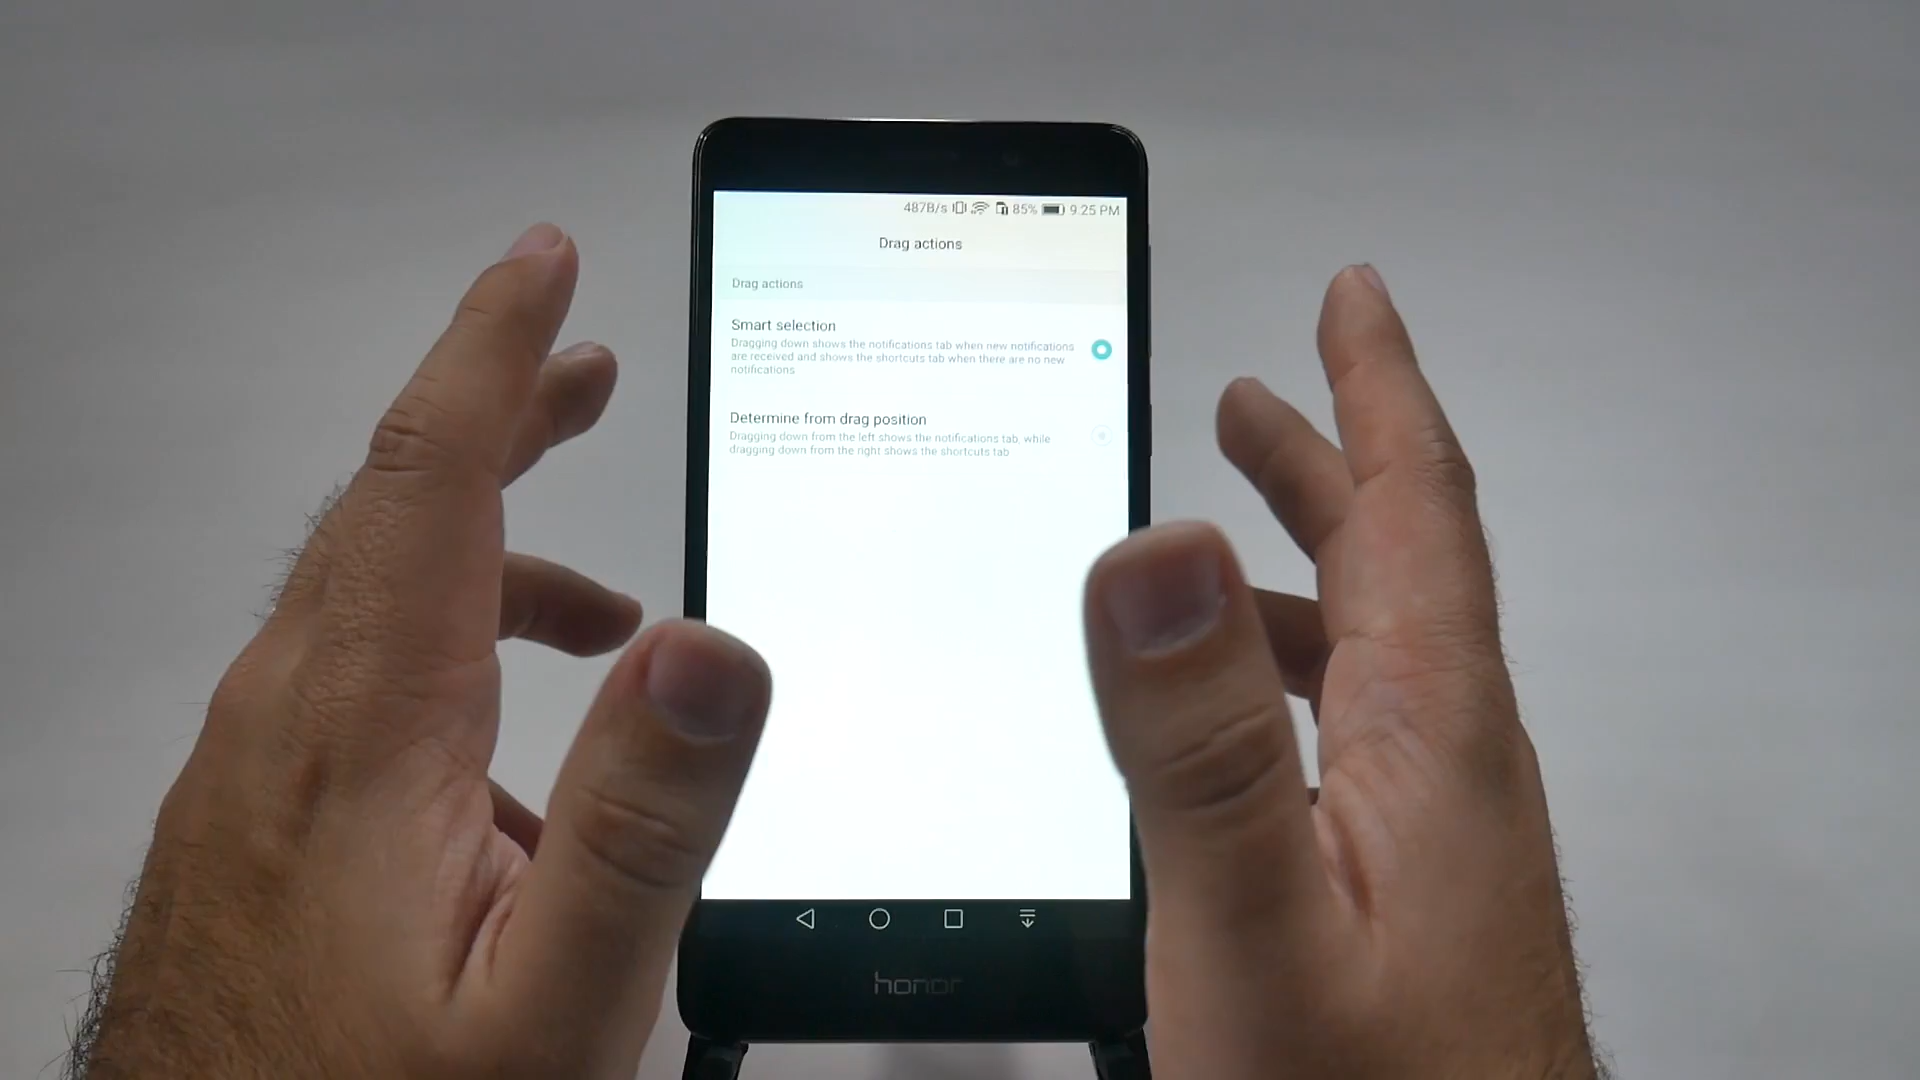 487B/s 85% 9:25 PM
Drag actions
Drag actions
Smart selection
Dragging down shows the notifications tab when new notifications
are received and shows the shortcuts tab when there are no new
notifications
Determine from drag position
Dragging down from the left shows the notifications tab, while
dragging down from the right shows the shortcuts tab
honor